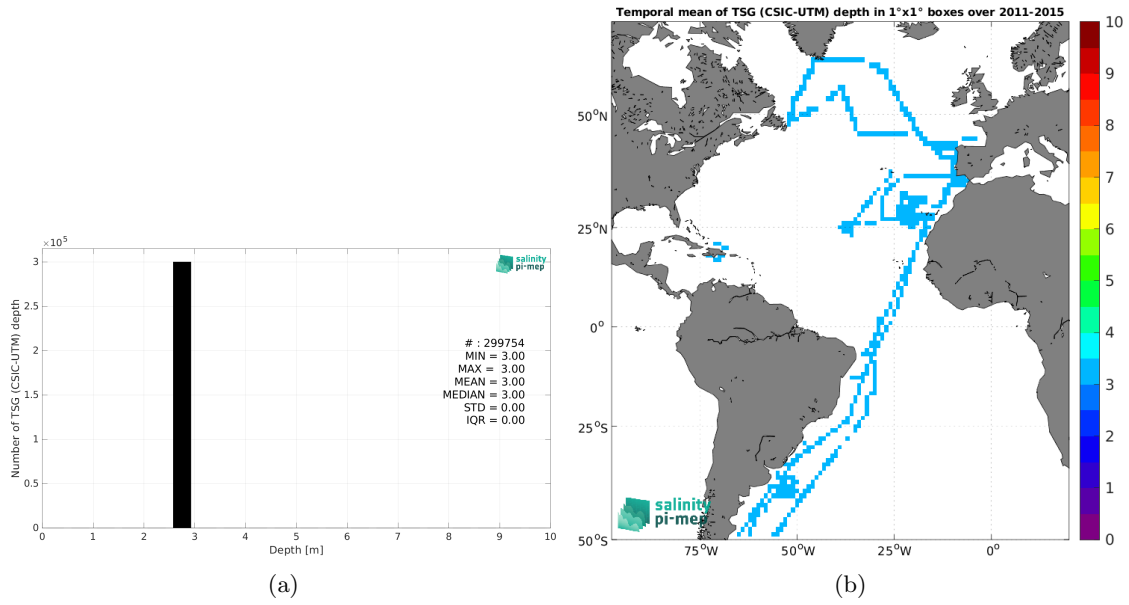 ×10⁵
3
2.5
2
1.5
1
0.5
0
Number of TSG (CSIC-UTM) depth
salinity
pi-mep
# : 299754
MIN = 3.00
MAX = 3.00
MEAN = 3.00
MEDIAN = 3.00
STD = 0.00
IQR = 0.00
0 1 2 3 4 5 6 7 8 9 10
Depth [m]
(a)
Temporal mean of TSG (CSIC-UTM) depth in 1°x1° boxes over 2011-2015
50°N
25°N
0°
25°S
50°S
75°W 50°W 25°W 0°
salinity
pi-mep
10
9
8
7
6
5
4
3
2
1
0
(b)